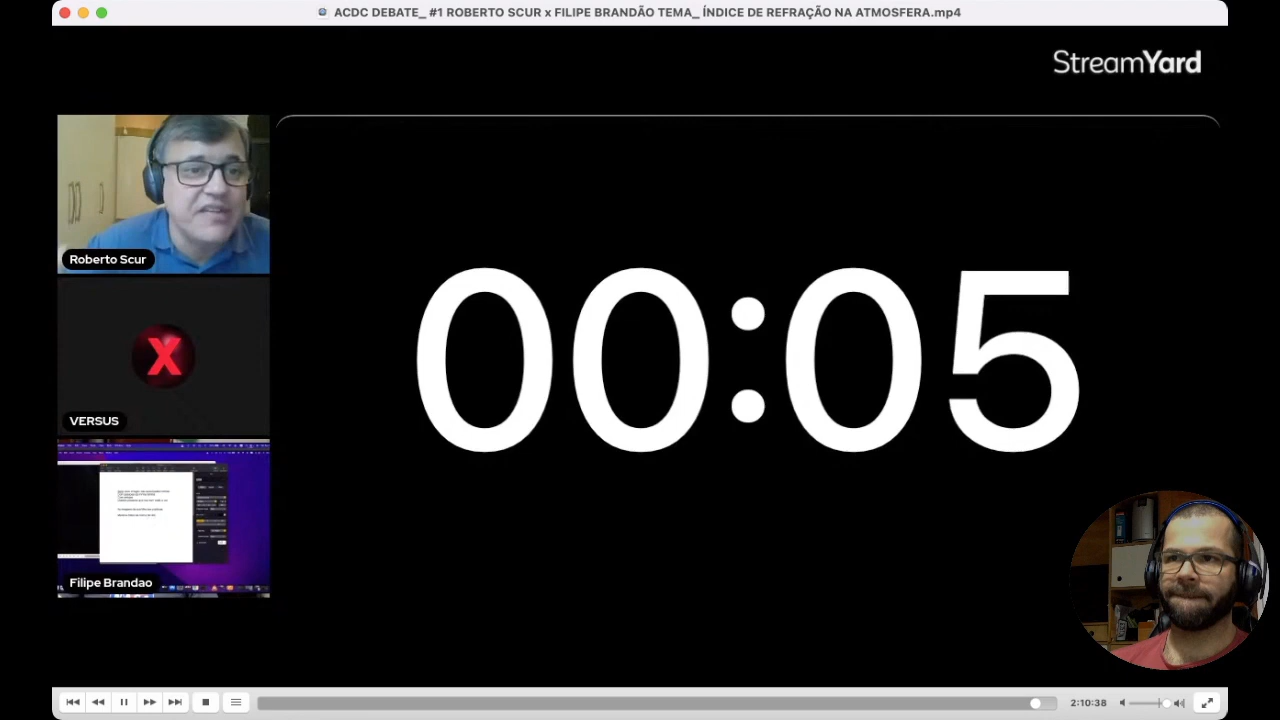 ACDC DEBATE_ #1 ROBERTO SCUR x FILIPE BRANDÃO TEMA_ ÍNDICE DE REFRAÇÃO NA ATMOSFERA.mp4
StreamYard
Roberto Scur
00:05
X
VERSUS
Filipe Brandao
2:10:38